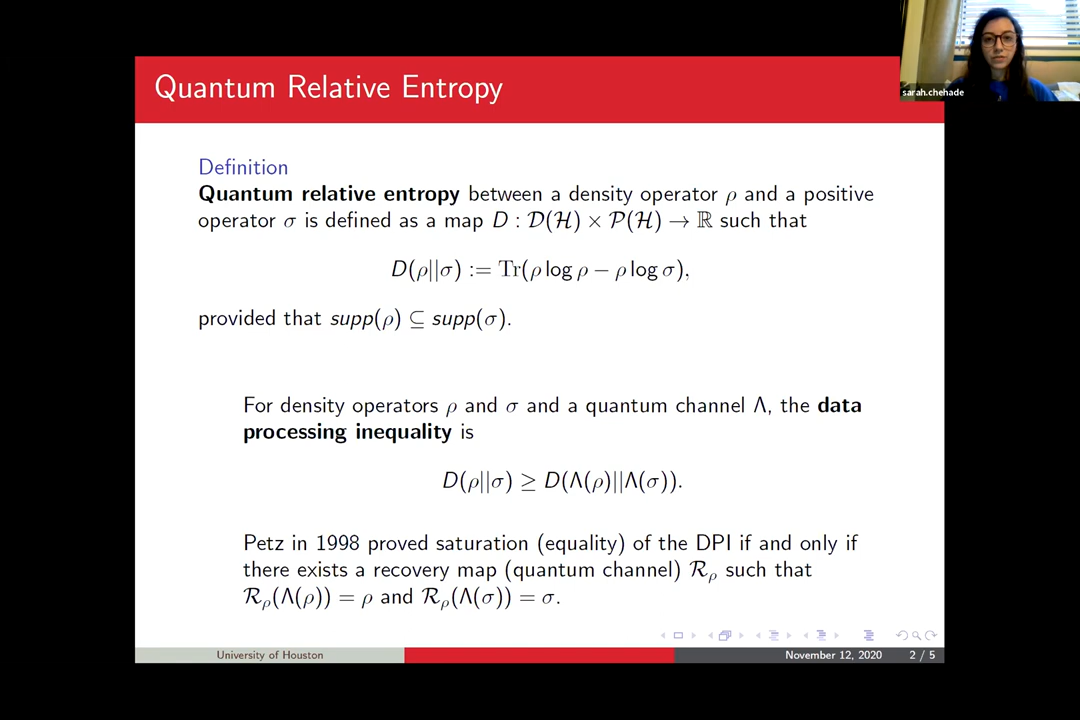 Quantum Relative Entropy
sarah.chehade
Definition
Quantum relative entropy between a density operator ρ and a positive
operator σ is defined as a map D : 𝒟(ℋ) × 𝒫(ℋ) → ℝ such that
D(ρ||σ) := Tr(ρ log ρ − ρ log σ),
provided that supp(ρ) ⊆ supp(σ).
For density operators ρ and σ and a quantum channel Λ, the data
processing inequality is
D(ρ||σ) ≥ D(Λ(ρ)||Λ(σ)).
Petz in 1998 proved saturation (equality) of the DPI if and only if
there exists a recovery map (quantum channel) ℛρ such that
ℛρ(Λ(ρ)) = ρ and ℛρ(Λ(σ)) = σ.
University of Houston
November 12, 2020
2 / 5